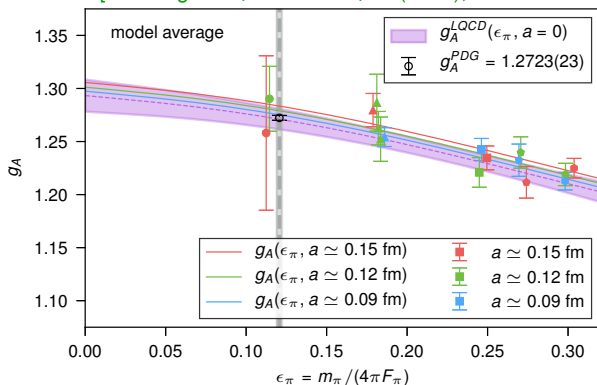 model average
g_A^{LQCD}(ϵ_π, a = 0)
g_A^{PDG} = 1.2723(23)
1.35
1.30
1.25
1.20
1.15
1.10
g_A
g_A(ϵ_π, a ≃ 0.15 fm)
g_A(ϵ_π, a ≃ 0.12 fm)
g_A(ϵ_π, a ≃ 0.09 fm)
a ≃ 0.15 fm
a ≃ 0.12 fm
a ≃ 0.09 fm
0.00 0.05 0.10 0.15 0.20 0.25 0.30
ϵ_π = m_π/(4πF_π)